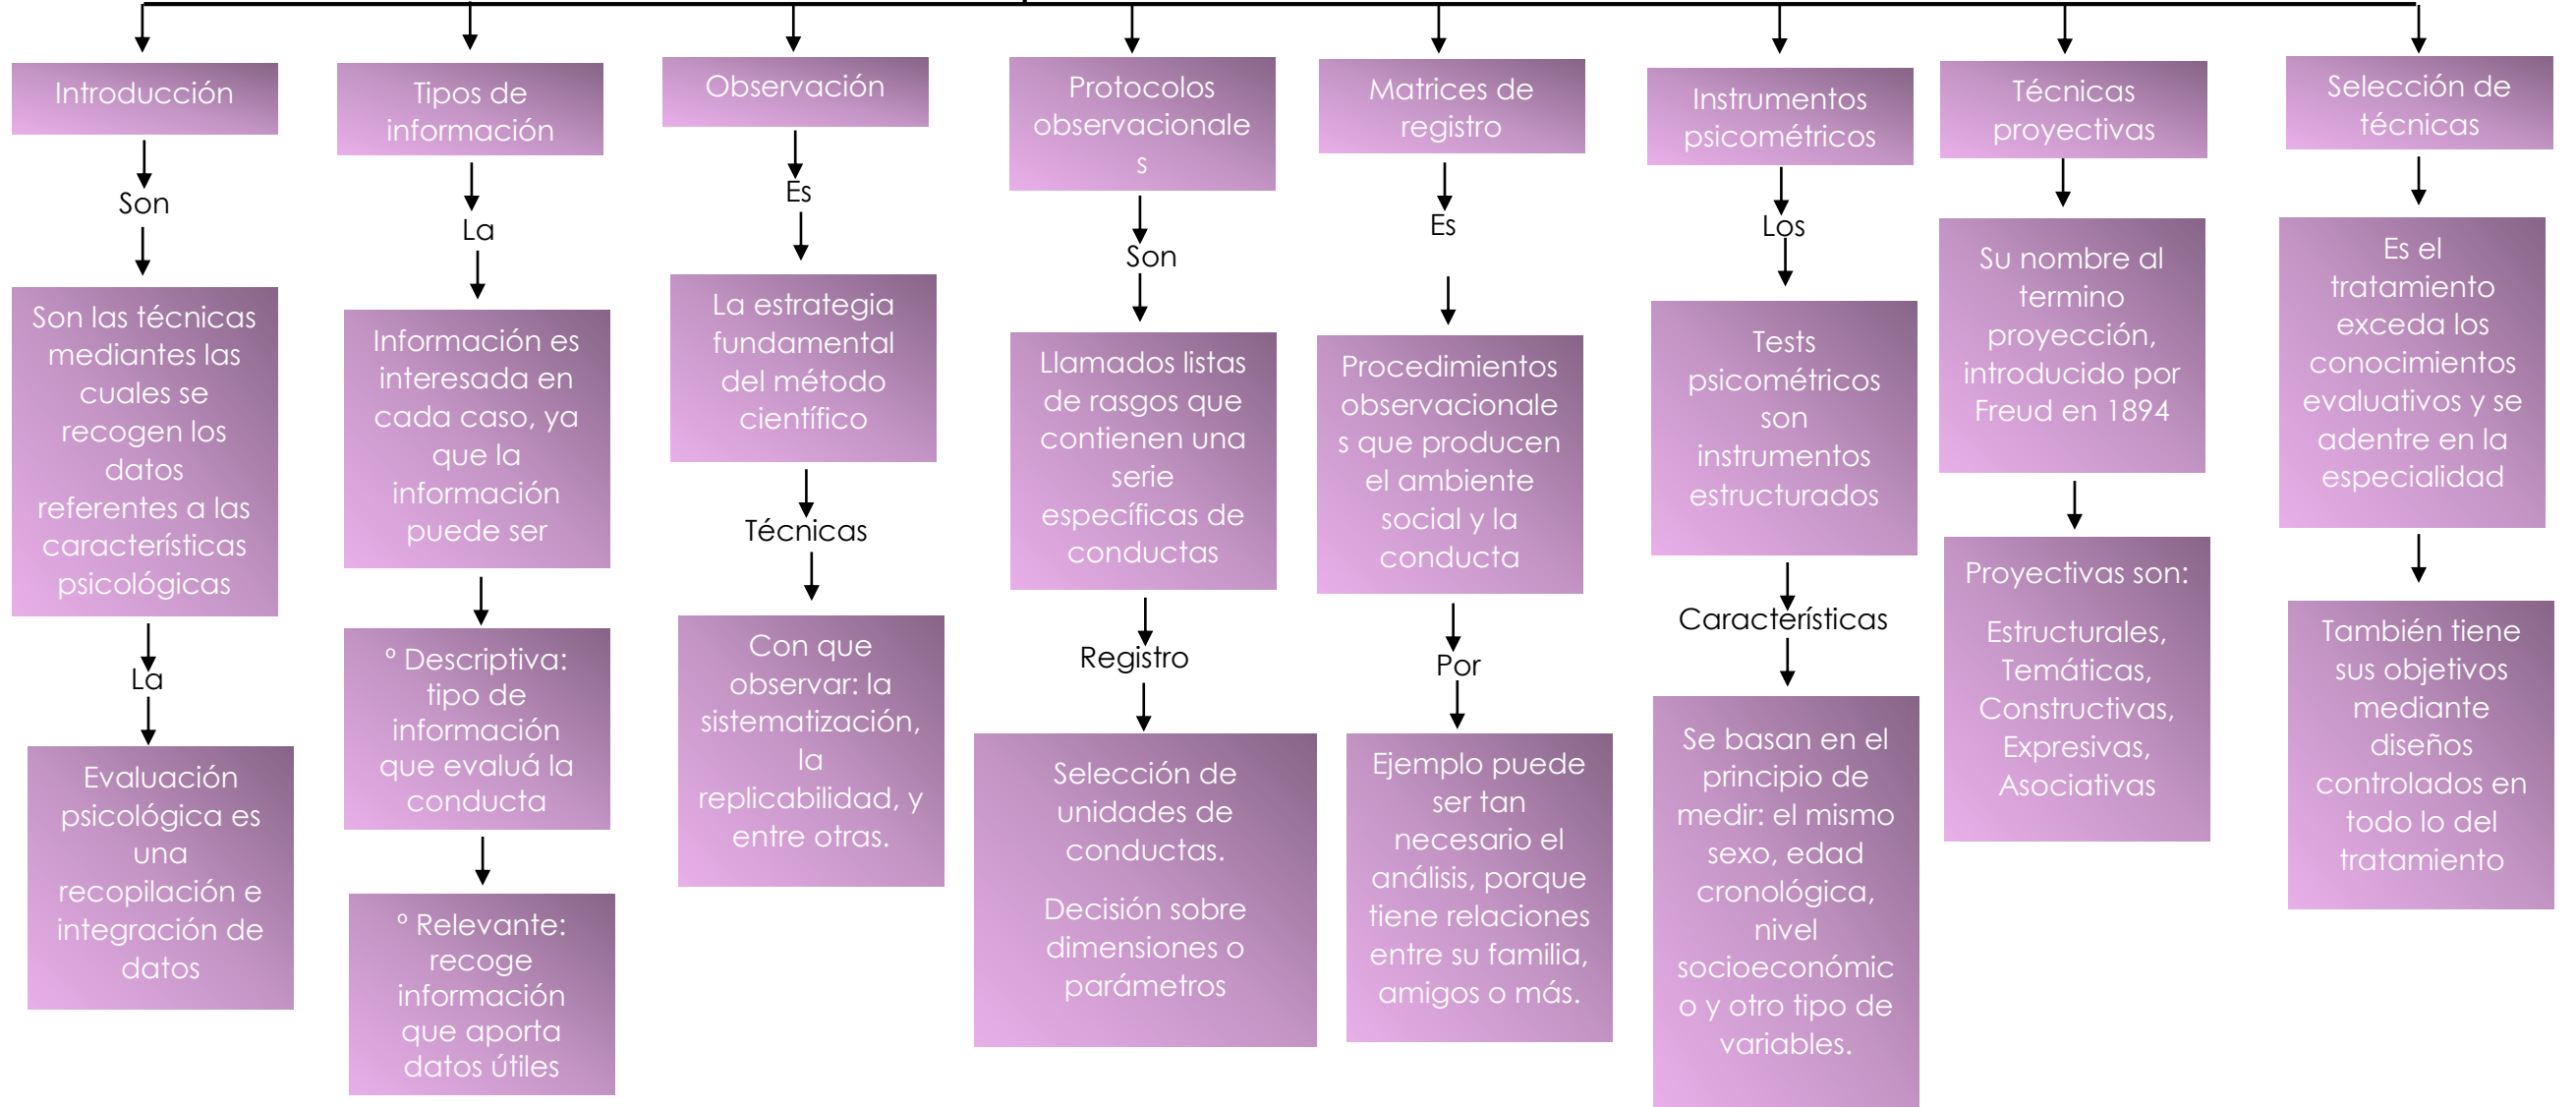 Introducción
Son
Son las técnicas
mediantes las
cuales se
recogen los
datos
referentes a las
características
psicológicas
La
Evaluación
psicológica es
una
recopilación e
integración de
datos
Tipos de
información
La
Información es
interesada en
cada caso, ya
que la
información
puede ser
º Descriptiva:
tipo de
información
que evaluá la
conducta
º Relevante:
recoge
información
que aporta
datos útiles
Observación
Es
La estrategia
fundamental
del método
científico
Técnicas
Con que
observar: la
sistematización,
la
replicabilidad, y
entre otras.
Protocolos
observacionale
s
Son
Llamados listas
de rasgos que
contienen una
serie
específicas de
conductas
Registro
Selección de
unidades de
conductas.
Decisión sobre
dimensiones o
parámetros
Matrices de
registro
Es
Procedimientos
observacionale
s que producen
el ambiente
social y la
conducta
Por
Ejemplo puede
ser tan
necesario el
análisis, porque
tiene relaciones
entre su familia,
amigos o más.
Instrumentos
psicométricos
Los
Tests
psicométricos
son
instrumentos
estructurados
Características
Se basan en el
principio de
medir: el mismo
sexo, edad
cronológica,
nivel
socioeconómic
o y otro tipo de
variables.
Técnicas
proyectivas
Su nombre al
termino
proyección,
introducido por
Freud en 1894
Proyectivas son:
Estructurales,
Temáticas,
Constructivas,
Expresivas,
Asociativas
Selección de
técnicas
Es el
tratamiento
exceda los
conocimientos
evaluativos y se
adentre en la
especialidad
También tiene
sus objetivos
mediante
diseños
controlados en
todo lo del
tratamiento